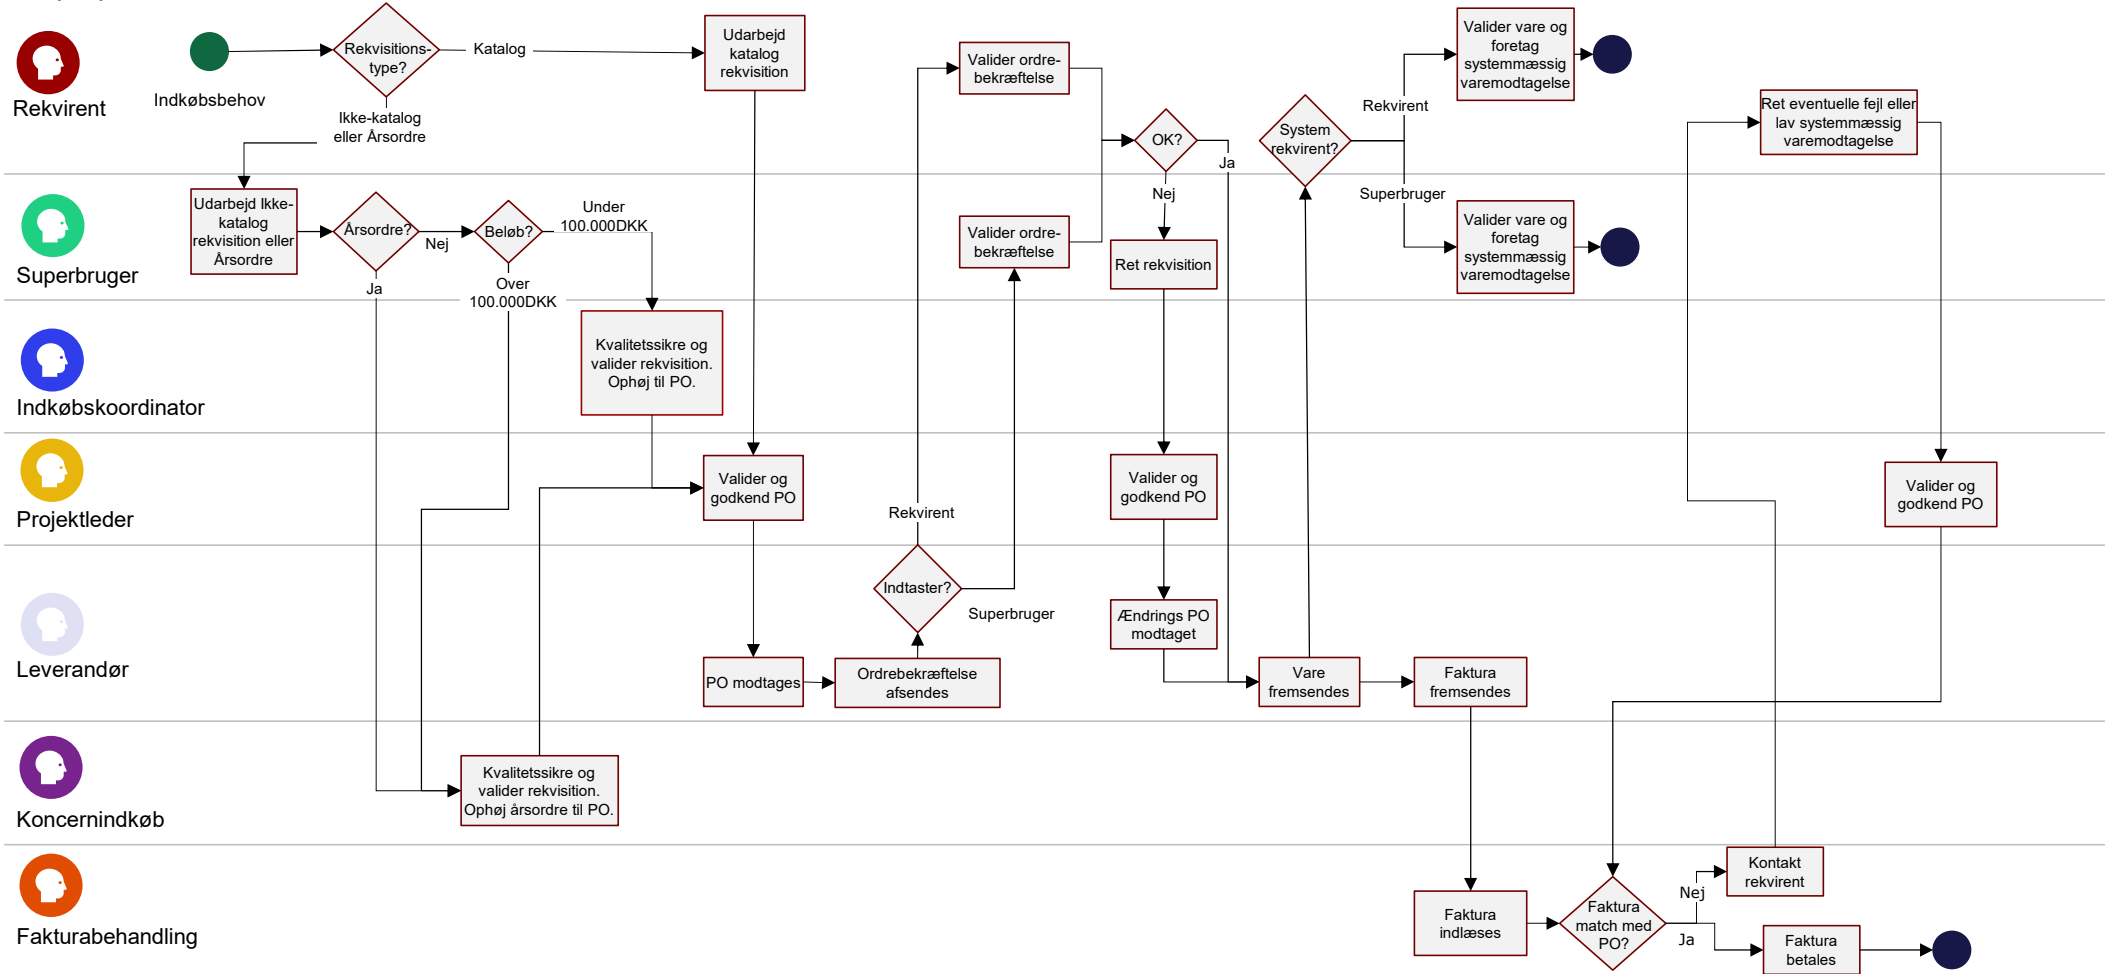 Rekvirent
Indkøbsbehov
Rekvisitions-
type?
Katalog
Ikke-katalog
eller Årsordre
Udarbejd
katalog
rekvisition
Valider ordre-
bekræftelse
OK?
Ja
Nej
System
rekvirent?
Rekvirent
Superbruger
Valider vare og
foretag
systemmæssig
varemodtagelse
Ret eventuelle fejl eller
lav systemmæssig
varemodtagelse
Superbruger
Udarbejd Ikke-
katalog
rekvisition eller
Årsordre
Årsordre?
Nej
Ja
Beløb?
Under
100.000DKK
Over
100.000DKK
Valider ordre-
bekræftelse
Ret rekvisition
Valider vare og
foretag
systemmæssig
varemodtagelse
Indkøbskoordinator
Kvalitetssikre og
valider rekvisition.
Ophøj til PO.
Projektleder
Valider og
godkend PO
Rekvirent
Valider og
godkend PO
Valider og
godkend PO
Leverandør
PO modtages
Ordrebekræftelse
afsendes
Indtaster?
Superbruger
Ændrings PO
modtaget
Vare
fremsendes
Faktura
fremsendes
Koncernindkøb
Kvalitetssikre og
valider rekvisition.
Ophøj årsordre til PO.
Fakturabehandling
Faktura
indlæses
Faktura
match med
PO?
Nej
Ja
Kontakt
rekvirent
Faktura
betales